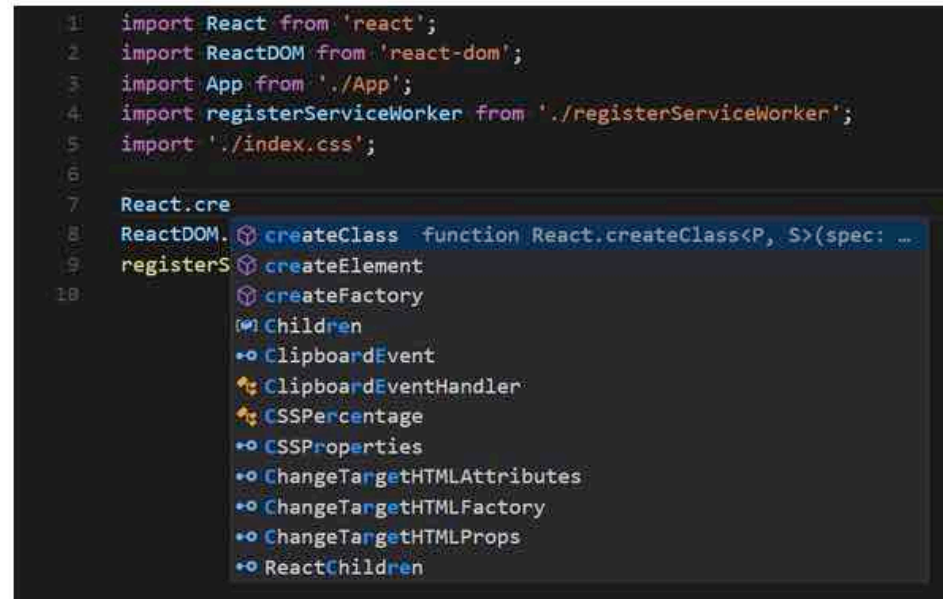 1 import React from 'react';
2 import ReactDOM from 'react-dom';
3 import App from './App';
4 import registerServiceWorker from './registerServiceWorker';
5 import './index.css';
6
7 React.cre
8 ReactDOM. createClass function React.createClass<P, S>(spec: …
9 registerS createElement
10 createFactory
Children
ClipboardEvent
ClipboardEventHandler
CSSPercentage
CSSProperties
ChangeTargetHTMLAttributes
ChangeTargetHTMLFactory
ChangeTargetHTMLProps
ReactChildren